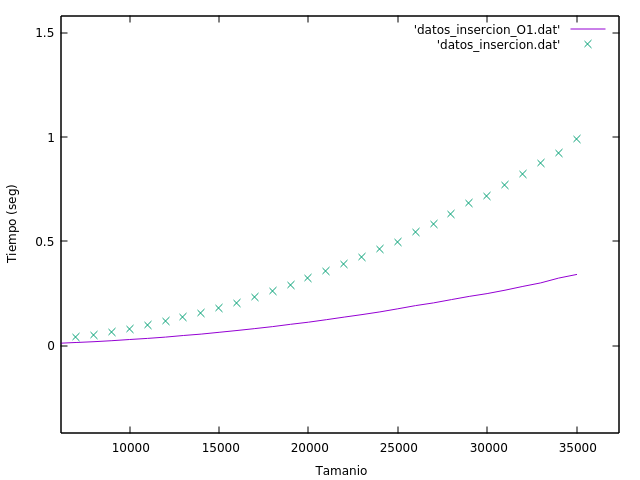 'datos_insercion_O1.dat'
'datos_insercion.dat'
1.5
1
0.5
0
Tiempo (seg)
10000 15000 20000 25000 30000 35000
Tamanio